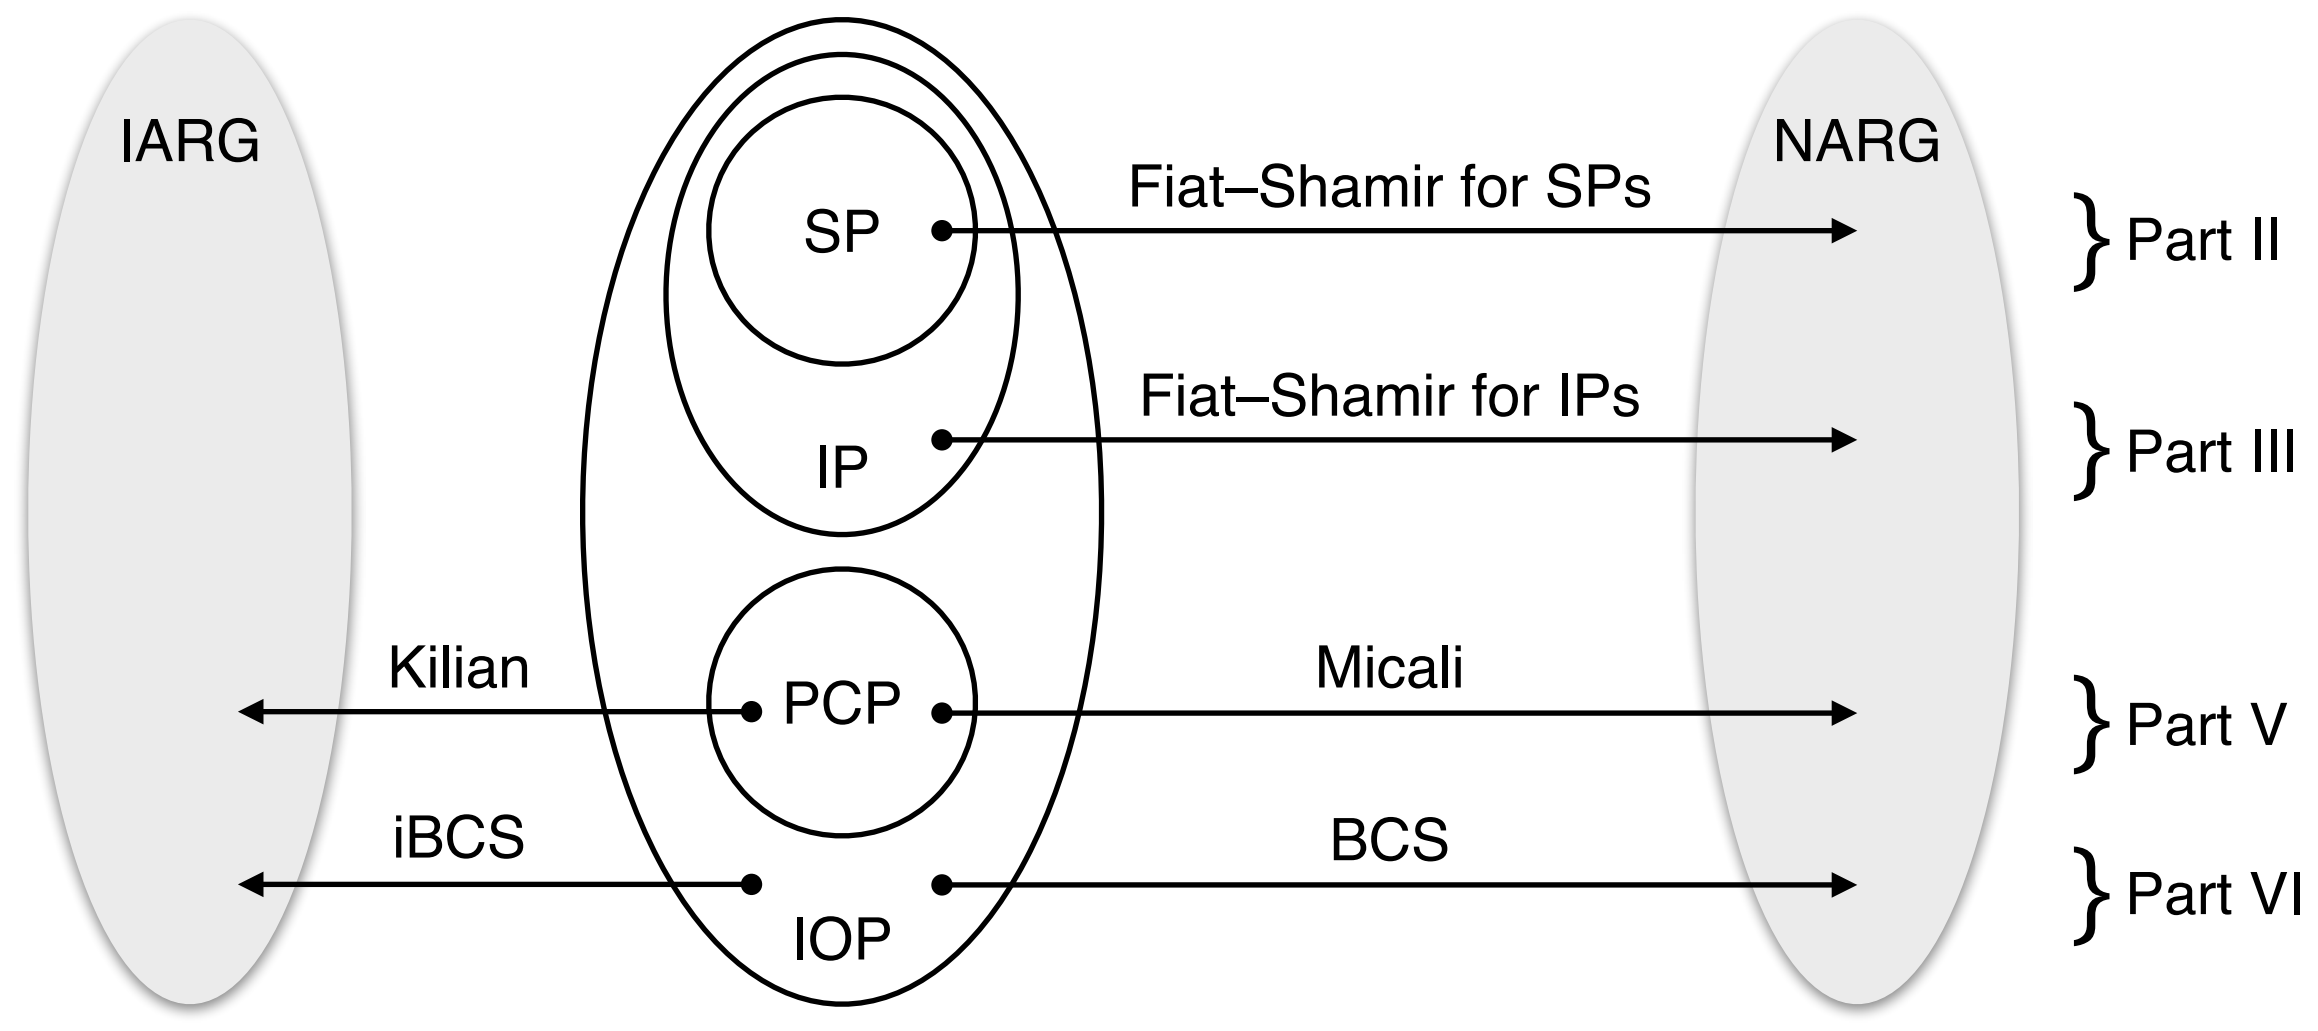 IARG
NARG
Fiat–Shamir for SPs
SP
Part II
Fiat–Shamir for IPs
IP
Part III
Kilian
PCP
Micali
Part V
iBCS
BCS
IOP
Part VI